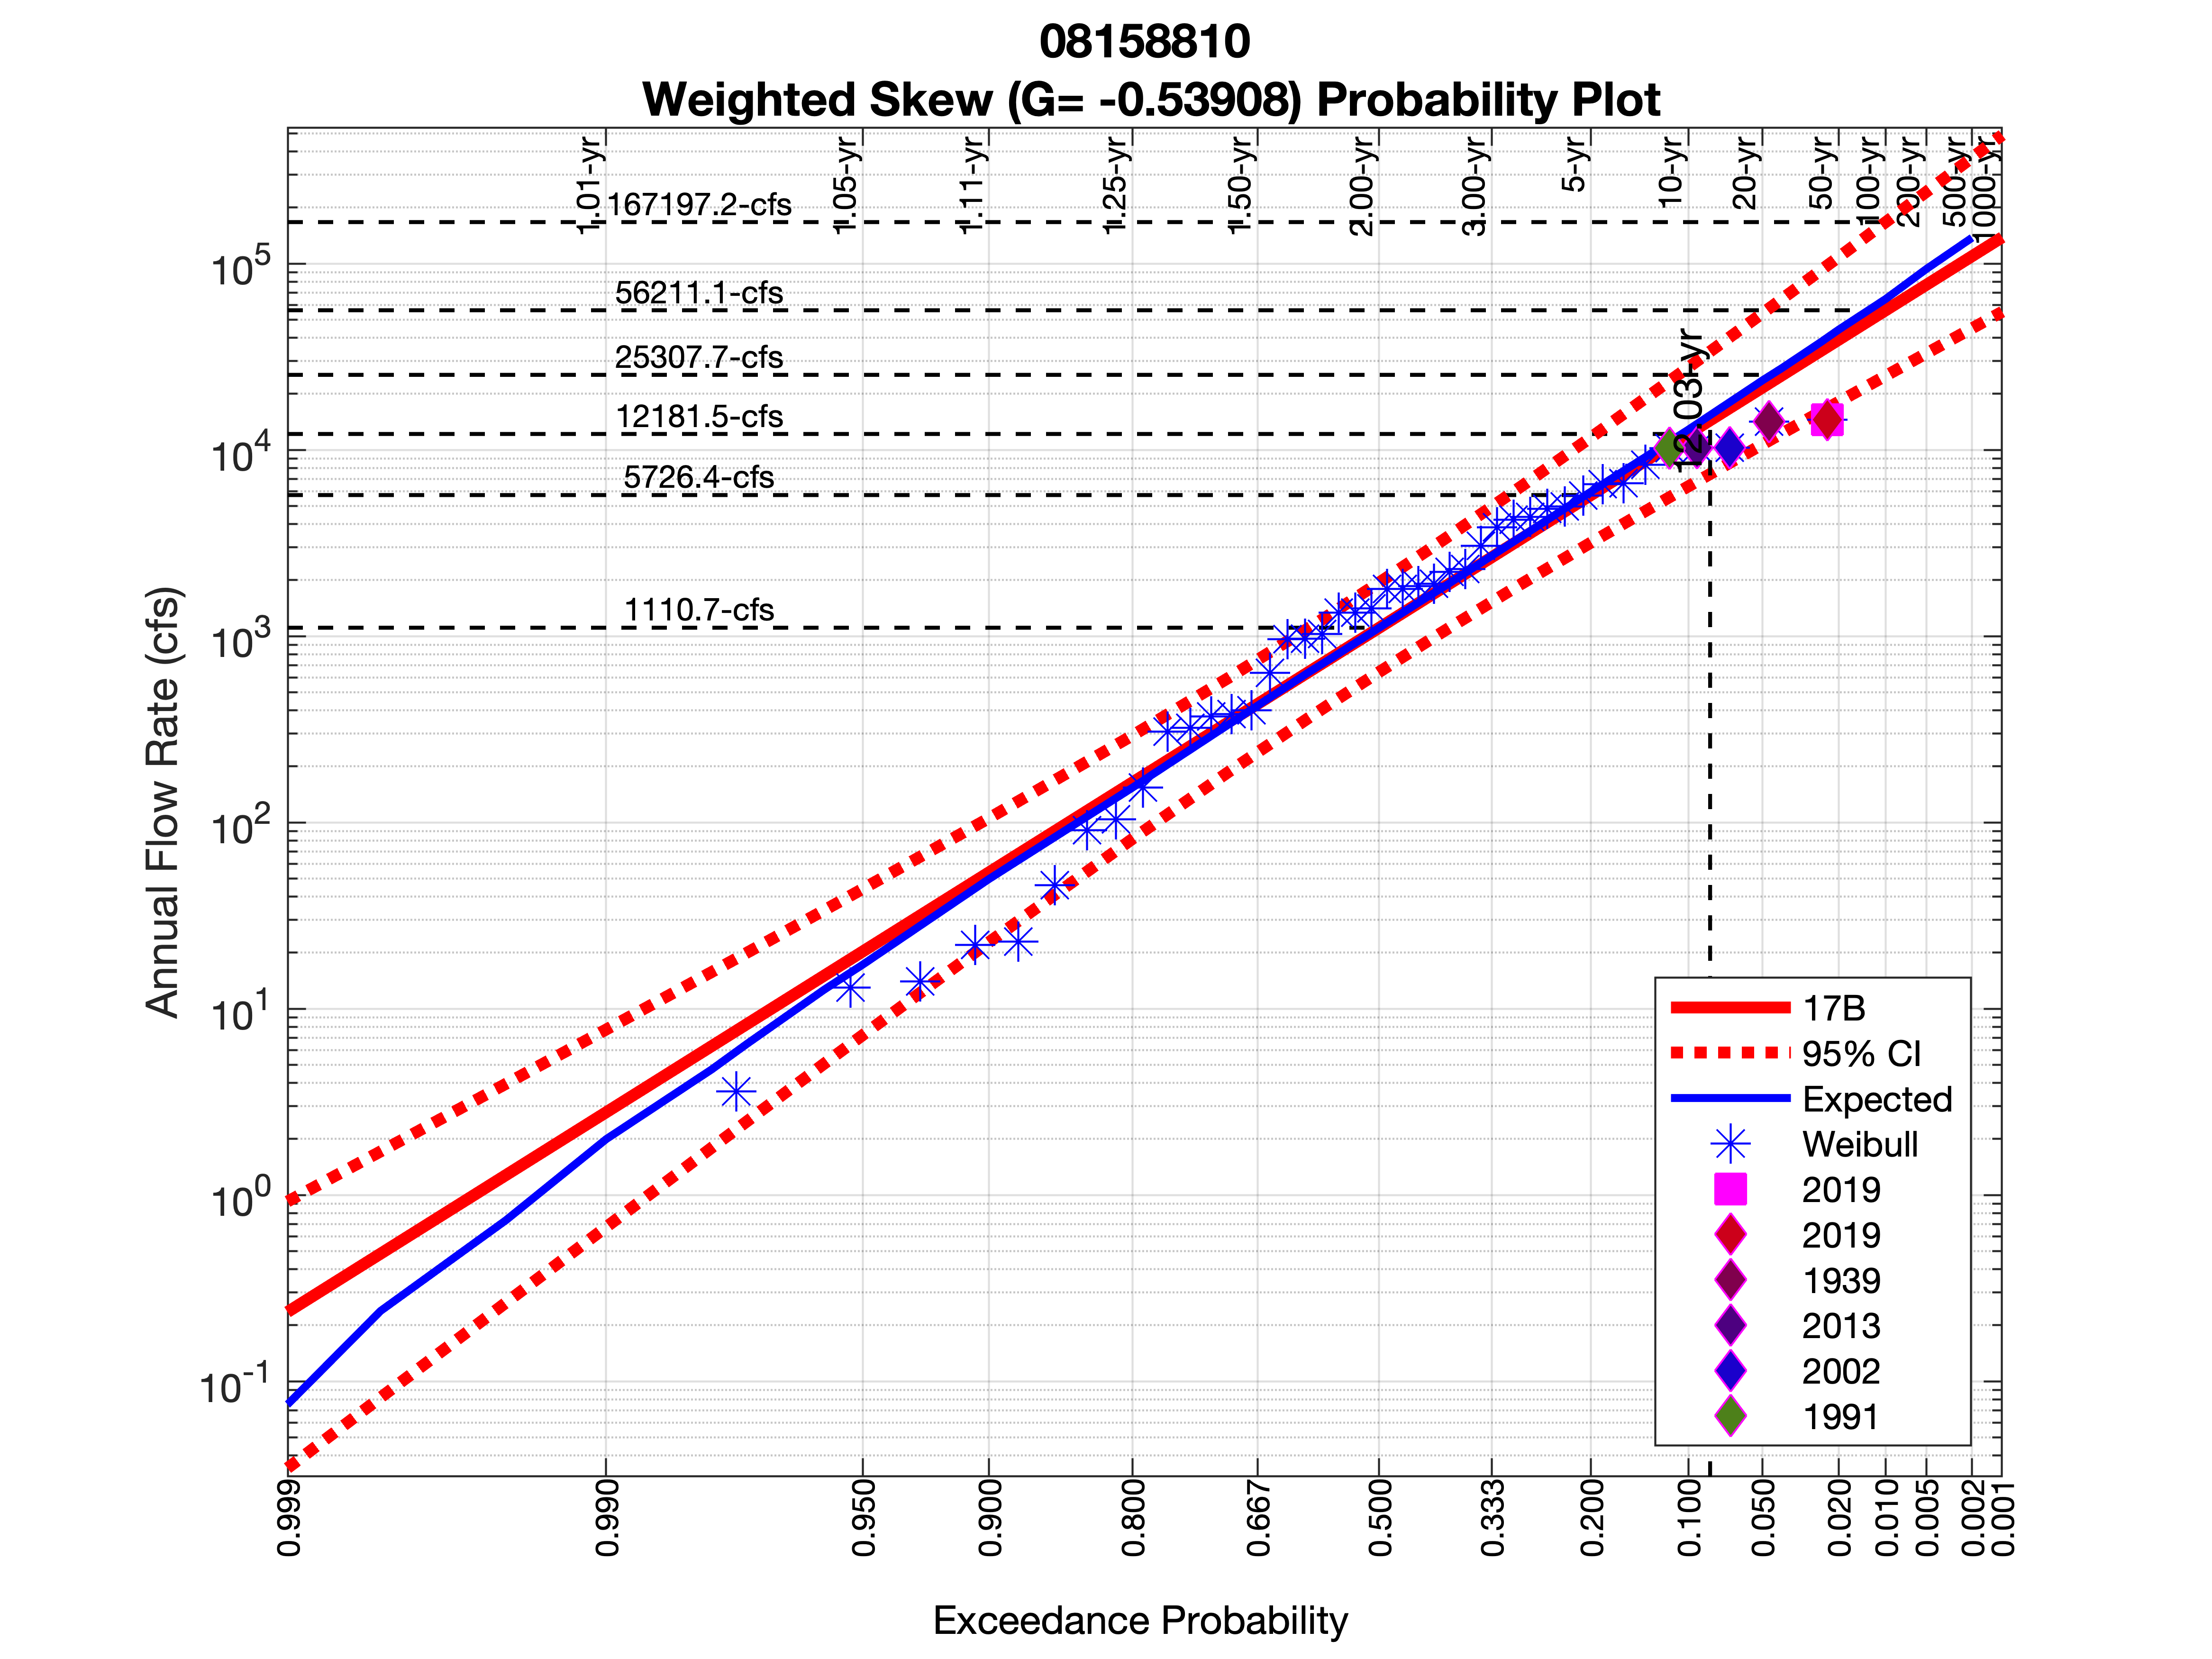 08158810
Weighted Skew (G= -0.53908) Probability Plot
1.01-yr
1.05-yr
1.11-yr
1.25-yr
1.50-yr
2.00-yr
3.00-yr
5-yr
10-yr
20-yr
50-yr
100-yr
200-yr
500-yr
1000-yr
167197.2-cfs
56211.1-cfs
25307.7-cfs
12181.5-cfs
5726.4-cfs
1110.7-cfs
12.03-yr
10^5
10^4
10^3
10^2
10^1
10^0
10^-1
Annual Flow Rate (cfs)
17B
95% CI
Expected
Weibull
2019
2019
1939
2013
2002
1991
0.999
0.990
0.950
0.900
0.800
0.667
0.500
0.333
0.200
0.100
0.050
0.020
0.010
0.005
0.002
0.001
Exceedance Probability